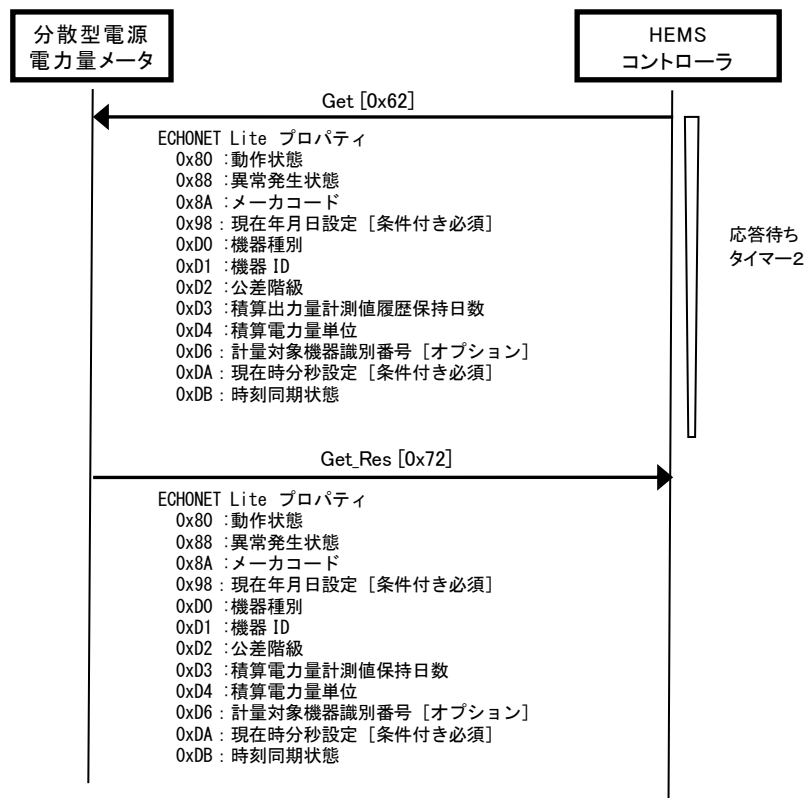 分散型電源
電力量メータ
HEMS
コントローラ
Get [0x62]
ECHONET Lite プロパティ
0x80 :動作状態
0x88 :異常発生状態
0x8A :メーカコード
0x98：現在年月日設定［条件付き必須］
0xD0 :機器種別
0xD1 :機器 ID
0xD2 :公差階級
0xD3 :積算出力量計測値履歴保持日数
0xD4 :積算電力量単位
0xD6：計量対象機器識別番号［オプション］
0xDA：現在時分秒設定［条件付き必須］
0xDB：時刻同期状態
応答待ち
タイマー2
Get_Res [0x72]
ECHONET Lite プロパティ
0x80 :動作状態
0x88 :異常発生状態
0x8A :メーカコード
0x98：現在年月日設定［条件付き必須］
0xD0 :機器種別
0xD1 :機器 ID
0xD2 :公差階級
0xD3 :積算電力量計測値保持日数
0xD4 :積算電力量単位
0xD6：計量対象機器識別番号［オプション］
0xDA：現在時分秒設定［条件付き必須］
0xDB：時刻同期状態